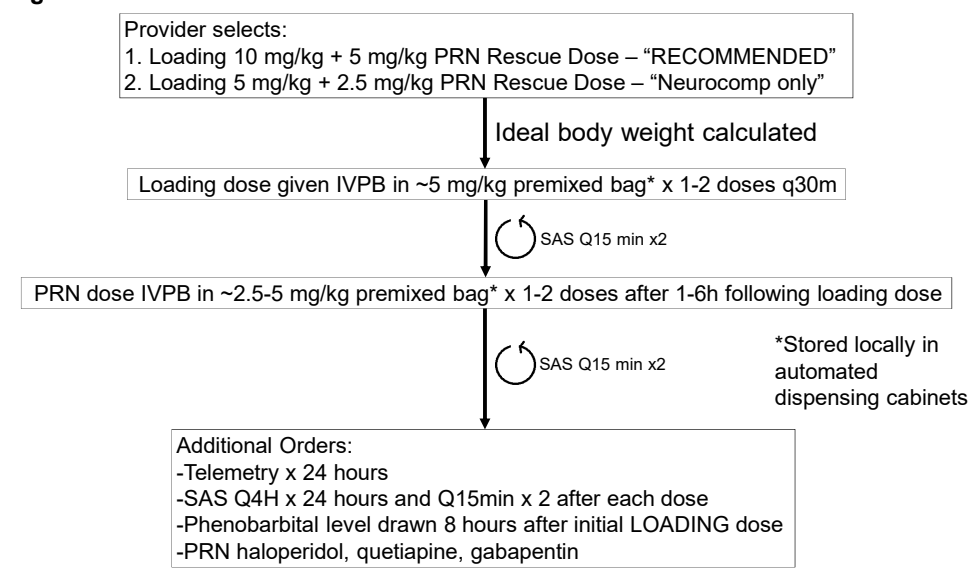 Provider selects:
1. Loading 10 mg/kg + 5 mg/kg PRN Rescue Dose – “RECOMMENDED”
2. Loading 5 mg/kg + 2.5 mg/kg PRN Rescue Dose – “Neurocomp only”
Ideal body weight calculated
Loading dose given IVPB in ~5 mg/kg premixed bag* x 1-2 doses q30m
SAS Q15 min x2
PRN dose IVPB in ~2.5-5 mg/kg premixed bag* x 1-2 doses after 1-6h following loading dose
SAS Q15 min x2
*Stored locally in
automated
dispensing cabinets
Additional Orders:
-Telemetry x 24 hours
-SAS Q4H x 24 hours and Q15min x 2 after each dose
-Phenobarbital level drawn 8 hours after initial LOADING dose
-PRN haloperidol, quetiapine, gabapentin